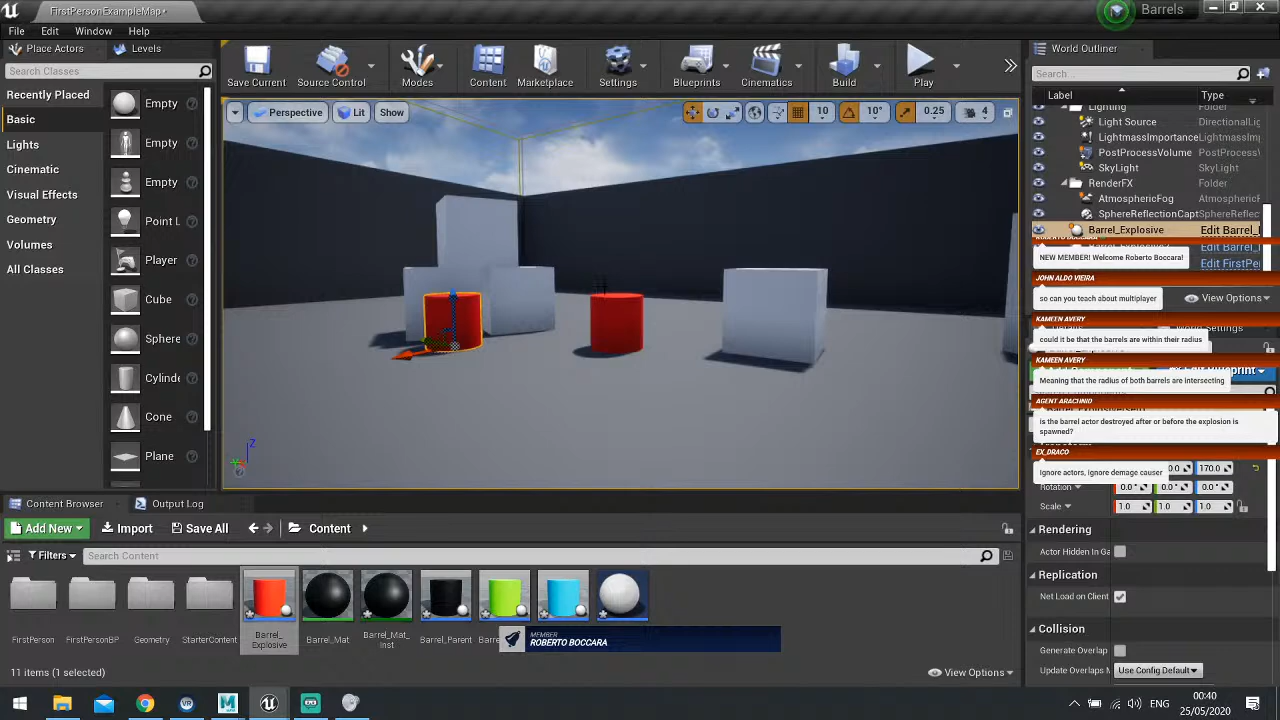 FirstPersonExampleMap*
Barrels
File Edit Window Help
Place Actors Levels
World Outliner
Search Classes
Save Current
Source Control
Modes
Content
Marketplace
Settings
Blueprints
Cinematics
Build
Play
Search...
Label Type
Recently Placed
Basic
Lights
Cinematic
Visual Effects
Geometry
Volumes
All Classes
Empty
Empty
Empty
Point L
Player
Cube
Sphere
Cylinde
Cone
Plane
Perspective Lit Show
10 10° 0.25 4
Z
Lighting Folder
Light Source DirectionalLig
LightmassImportance LightmassIm
PostProcessVolume PostProcessV
SkyLight SkyLight
RenderFX Folder
AtmosphericFog AtmosphericF
SphereReflectionCapt SphereReflec
Barrel_Explosive Edit Barrel_
Edit Barrel_
NEW MEMBER! Welcome Roberto Boccara!
Edit FirstPe
JOHN ALDO VIEIRA
so can you teach about multiplayer
View Options
KAMEEN AVERY
could it be that the barrels are within their radius
KAMEEN AVERY
Meaning that the radius of both barrels are intersecting
AGENT ARACHNID
is the barrel actor destroyed after or before the explosion is
spawned?
EX_DRACO
Ignore actors, ignore damage causer
0.0 170.0
Rotation 0.0° 0.0° 0.0°
Scale 1.0 1.0 1.0
Rendering
Actor Hidden In Ga
Replication
Net Load on Client
Collision
Generate Overlap
Update Overlaps M Use Config Default
Content Browser Output Log
Add New Import Save All Content
Filters Search Content
FirstPerson
FirstPersonBP
Geometry
StarterContent
Barrel_
Explosive
Barrel_Mat
Barrel_Mat_
Inst
Barrel_Parent
MEMBER
ROBERTO BOCCARA
11 items (1 selected)
View Options
ENG
00:40
25/05/2020